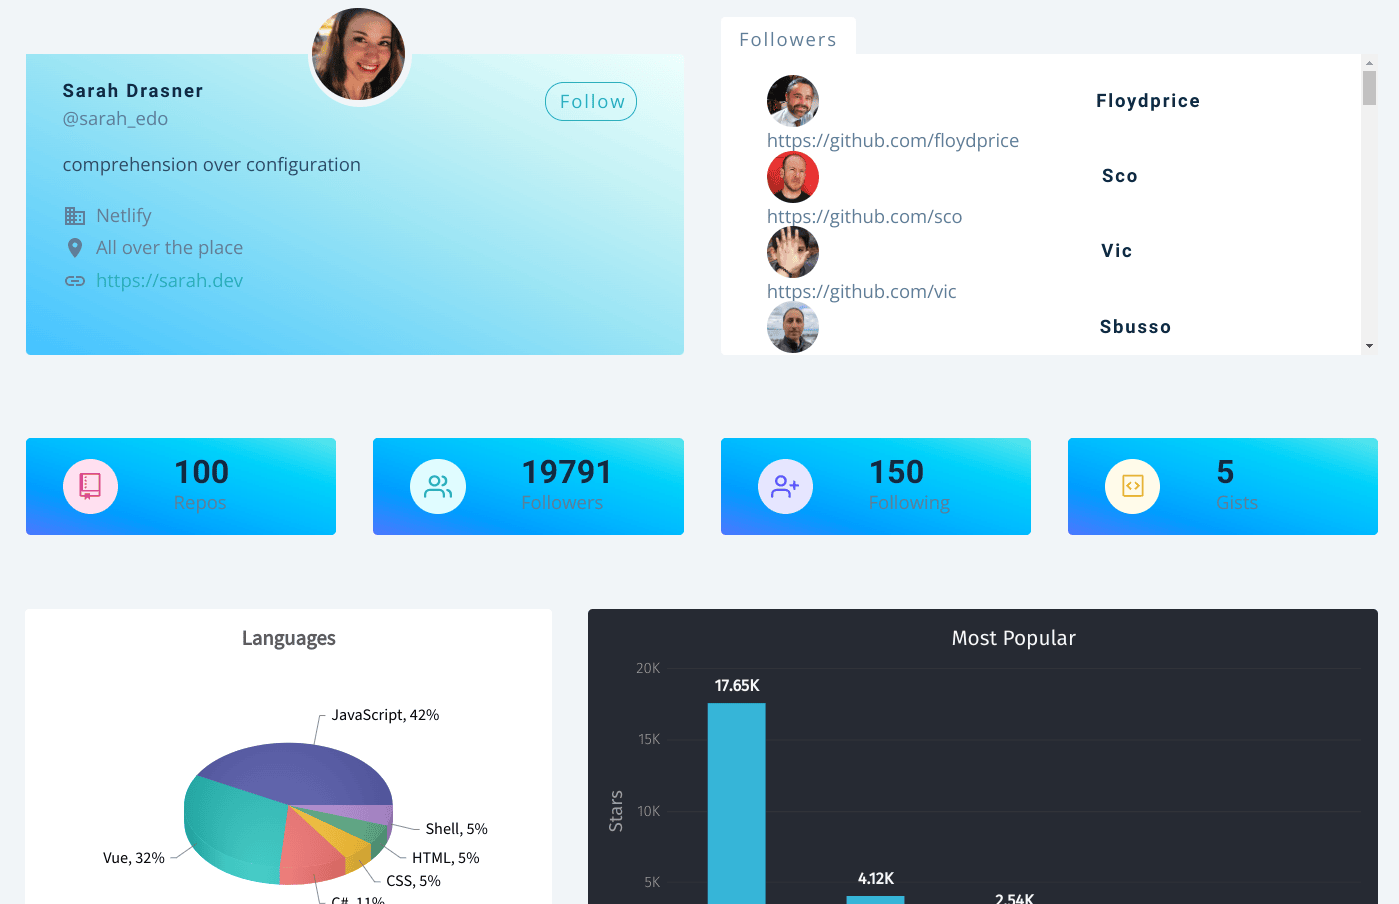 Sarah Drasner
@sarah_edo
Follow
comprehension over configuration
Netlify
All over the place
https://sarah.dev
Followers
Floydprice
https://github.com/floydprice
Sco
https://github.com/sco
Vic
https://github.com/vic
Sbusso
100
Repos
19791
Followers
150
Following
5
Gists
Languages
JavaScript, 42%
Shell, 5%
HTML, 5%
Vue, 32%
CSS, 5%
C#, 11%
Most Popular
20K
17.65K
15K
Stars
10K
5K
4.12K
2.54K